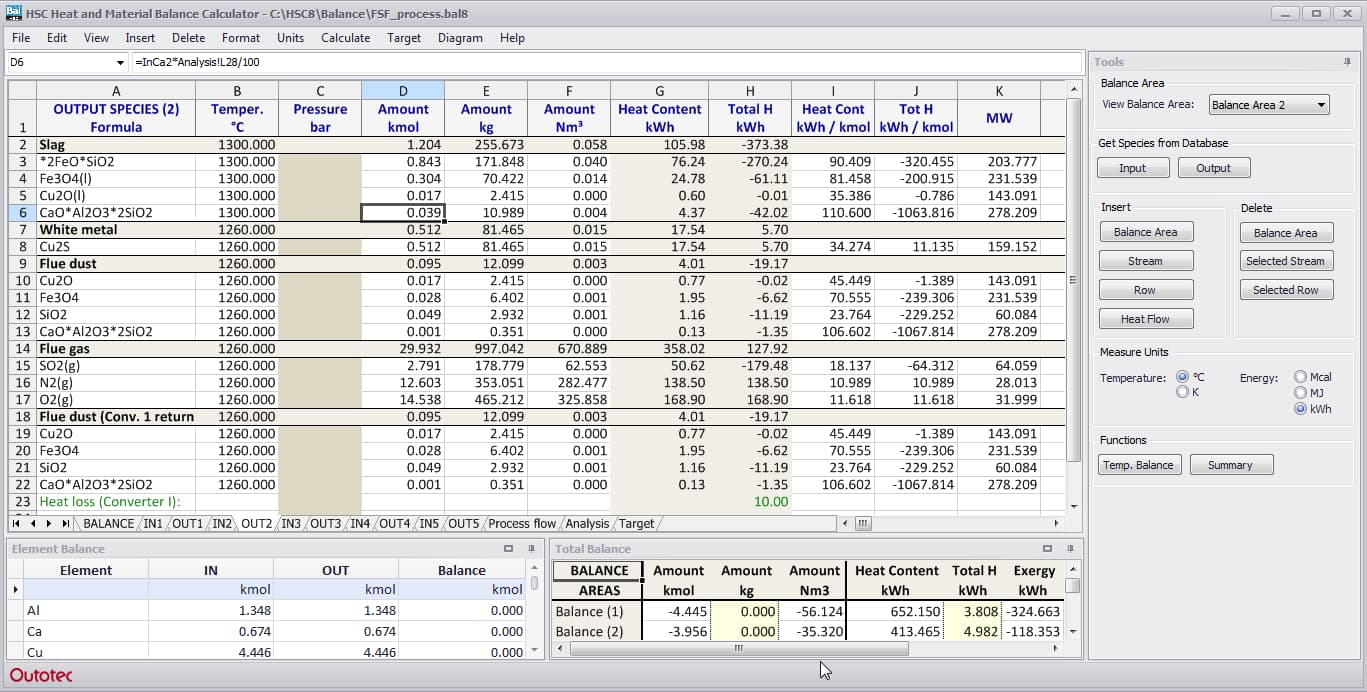 Bal HSC Heat and Material Balance Calculator - C:\HSC8\Balance\FSF_process.bal8
File Edit View Insert Delete Format Units Calculate Target Diagram Help
D6 =InCa2*Analysis!L28/100
A B C D E F G H I J K
OUTPUT SPECIES (2) Temper. Pressure Amount Amount Amount Heat Content Total H Heat Cont Tot H MW
1 Formula °C bar kmol kg Nm³ kWh kWh kWh / kmol kWh / kmol
2 Slag 1300.000 1.204 255.673 0.058 105.98 -373.38
3 *2FeO*SiO2 1300.000 0.843 171.848 0.040 76.24 -270.24 90.409 -320.455 203.777
4 Fe3O4(l) 1300.000 0.304 70.422 0.014 24.78 -61.11 81.458 -200.915 231.539
5 Cu2O(l) 1300.000 0.017 2.415 0.000 0.60 -0.01 35.386 -0.786 143.091
6 CaO*Al2O3*2SiO2 1300.000 0.039 10.989 0.004 4.37 -42.02 110.600 -1063.816 278.209
7 White metal 1260.000 0.512 81.465 0.015 17.54 5.70
8 Cu2S 1260.000 0.512 81.465 0.015 17.54 5.70 34.274 11.135 159.152
9 Flue dust 1260.000 0.095 12.099 0.003 4.01 -19.17
10 Cu2O 1260.000 0.017 2.415 0.000 0.77 -0.02 45.449 -1.389 143.091
11 Fe3O4 1260.000 0.028 6.402 0.001 1.95 -6.62 70.555 -239.306 231.539
12 SiO2 1260.000 0.049 2.932 0.001 1.16 -11.19 23.764 -229.252 60.084
13 CaO*Al2O3*2SiO2 1260.000 0.001 0.351 0.000 0.13 -1.35 106.602 -1067.814 278.209
14 Flue gas 1260.000 29.932 997.042 670.889 358.02 127.92
15 SO2(g) 1260.000 2.791 178.779 62.553 50.62 -179.48 18.137 -64.312 64.059
16 N2(g) 1260.000 12.603 353.051 282.477 138.50 138.50 10.989 10.989 28.013
17 O2(g) 1260.000 14.538 465.212 325.858 168.90 168.90 11.618 11.618 31.999
18 Flue dust (Conv. 1 return 1260.000 0.095 12.099 0.003 4.01 -19.17
19 Cu2O 1260.000 0.017 2.415 0.000 0.77 -0.02 45.449 -1.389 143.091
20 Fe3O4 1260.000 0.028 6.402 0.001 1.95 -6.62 70.555 -239.306 231.539
21 SiO2 1260.000 0.049 2.932 0.001 1.16 -11.19 23.764 -229.252 60.084
22 CaO*Al2O3*2SiO2 1260.000 0.001 0.351 0.000 0.13 -1.35 106.602 -1067.814 278.209
23 Heat loss (Converter I): 10.00
BALANCE IN1 OUT1 IN2 OUT2 IN3 OUT3 IN4 OUT4 IN5 OUT5 Process flow Analysis Target
Tools
Balance Area
View Balance Area: Balance Area 2
Get Species from Database
Input Output
Insert Delete
Balance Area Balance Area
Stream Selected Stream
Row Selected Row
Heat Flow
Measure Units
Temperature: °C Energy: Mcal
K MJ
kWh
Functions
Temp. Balance Summary
Element Balance
Element IN OUT Balance
kmol kmol kmol
Al 1.348 1.348 0.000
Ca 0.674 0.674 0.000
Cu 4.446 4.446 0.000
Total Balance
BALANCE Amount Amount Amount Heat Content Total H Exergy
AREAS kmol kg Nm3 kWh kWh kWh
Balance (1) -4.445 0.000 -56.124 652.150 3.808 -324.663
Balance (2) -3.956 0.000 -35.320 413.465 4.982 -118.353
Outotec